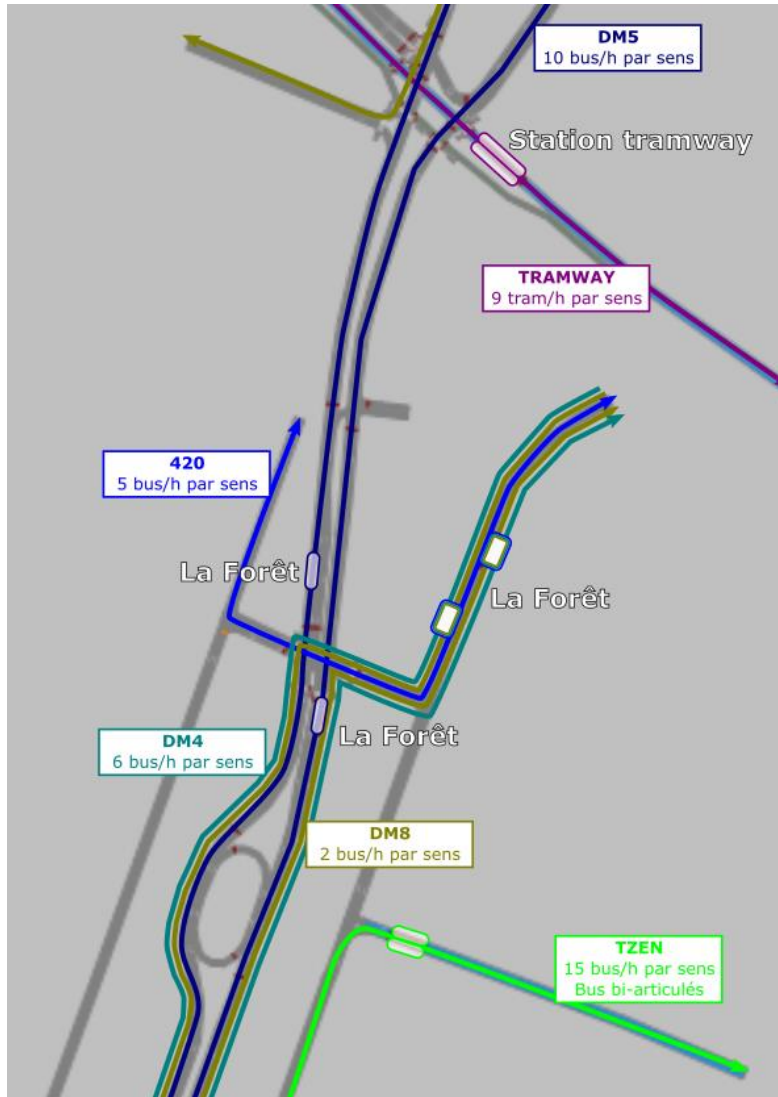 DM5
10 bus/h par sens
Station tramway
TRAMWAY
9 tram/h par sens
420
5 bus/h par sens
La Forêt
La Forêt
La Forêt
DM4
6 bus/h par sens
DM8
2 bus/h par sens
TZEN
15 bus/h par sens
Bus bi-articulés